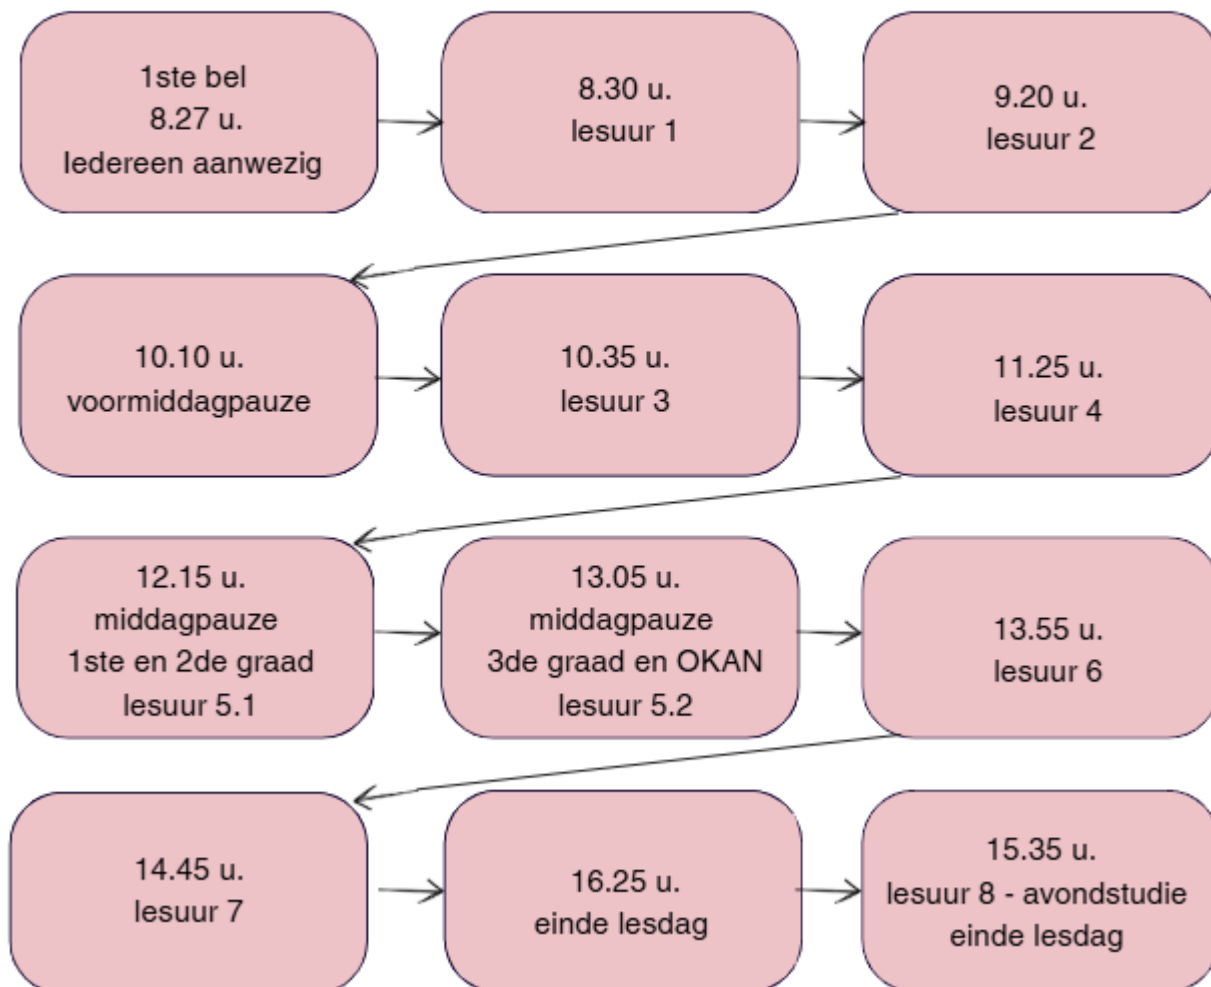 1ste bel
8.27 u.
Iedereen aanwezig
8.30 u.
lesuur 1
9.20 u.
lesuur 2
10.10 u.
voormiddagpauze
10.35 u.
lesuur 3
11.25 u.
lesuur 4
12.15 u.
middagpauze
1ste en 2de graad
lesuur 5.1
13.05 u.
middagpauze
3de graad en OKAN
lesuur 5.2
13.55 u.
lesuur 6
14.45 u.
lesuur 7
16.25 u.
einde lesdag
15.35 u.
lesuur 8 - avondstudie
einde lesdag